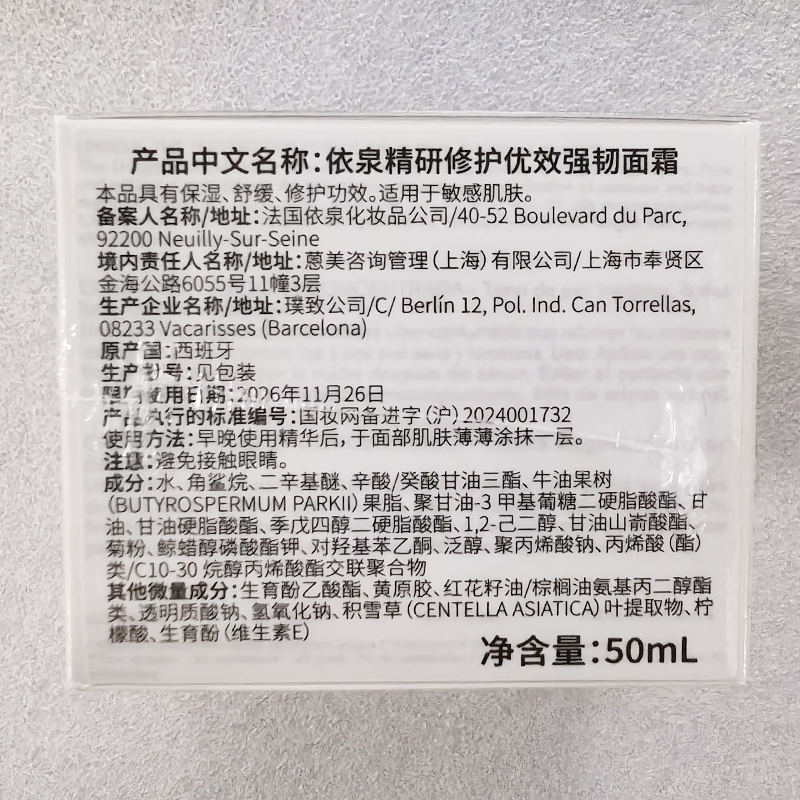 产品中文名称：依泉精研修护优效强韧面霜
本品具有保湿、舒缓、修护功效。适用于敏感肌肤。
备案人名称/地址：法国依泉化妆品公司/40-52 Boulevard du Parc,
92200 Neuilly-Sur-Seine
境内责任人名称/地址：蒽美咨询管理（上海）有限公司/上海市奉贤区
金海公路6055号11幢3层
生产企业名称/地址：璞致公司/C/ Berlín 12, Pol. Ind. Can Torrellas,
08233 Vacarisses (Barcelona)
原产国：西班牙
生产批号：见包装
限期使用日期：2026年11月26日
产品执行的标准编号：国妆网备进字（沪）2024001732
使用方法：早晚使用精华后，于面部肌肤薄薄涂抹一层。
注意：避免接触眼睛。
成分：水、角鲨烷、二辛基醚、辛酸/癸酸甘油三酯、牛油果树
（BUTYROSPERMUM PARKII）果脂、聚甘油-3 甲基葡糖二硬脂酸酯、甘
油、甘油硬脂酸酯、季戊四醇二硬脂酸酯、1,2-己二醇、甘油山嵛酸酯、
菊粉、鲸蜡醇磷酸酯钾、对羟基苯乙酮、泛醇、聚丙烯酸钠、丙烯酸（酯）
类/C10-30 烷醇丙烯酸酯交联聚合物
其他微量成分：生育酚乙酸酯、黄原胶、红花籽油/棕榈油氨基丙二醇酯
类、透明质酸钠、氢氧化钠、积雪草（CENTELLA ASIATICA）叶提取物、柠
檬酸、生育酚（维生素E）
净含量：50mL